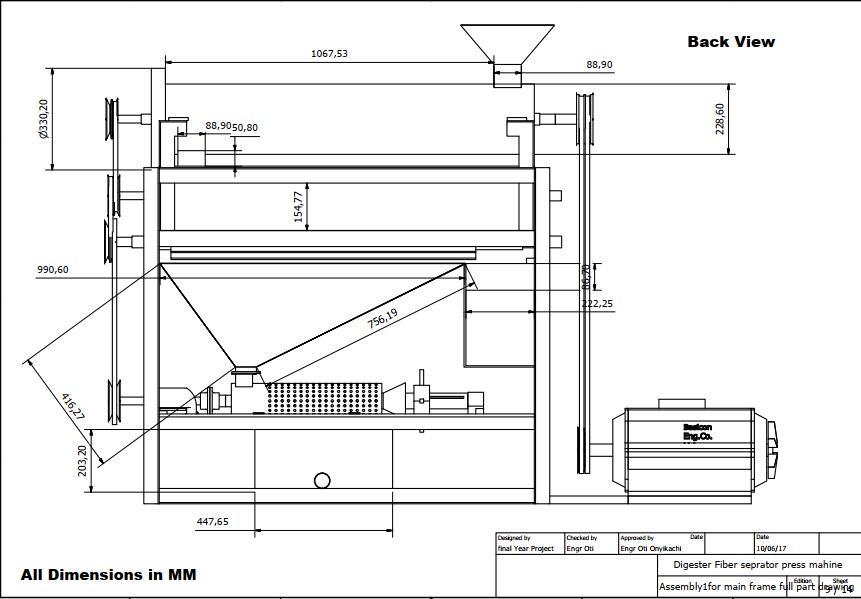 Back View
1067,53
88,90
Ø330,20
228,60
88,90
50,80
154,77
990,60
86,70
222,25
756,19
416,27
203,20
447,65
Bestcon
Eng.Co.
All Dimensions in MM
Designed by
final Year Project
Checked by
Engr Oti
Approved by
Engr Oti Onyikachi
Date
Date
10/06/17
Digester Fiber seprator press mahine
Assembly1for main frame full part drawing
Edition
Sheet
9 / 14